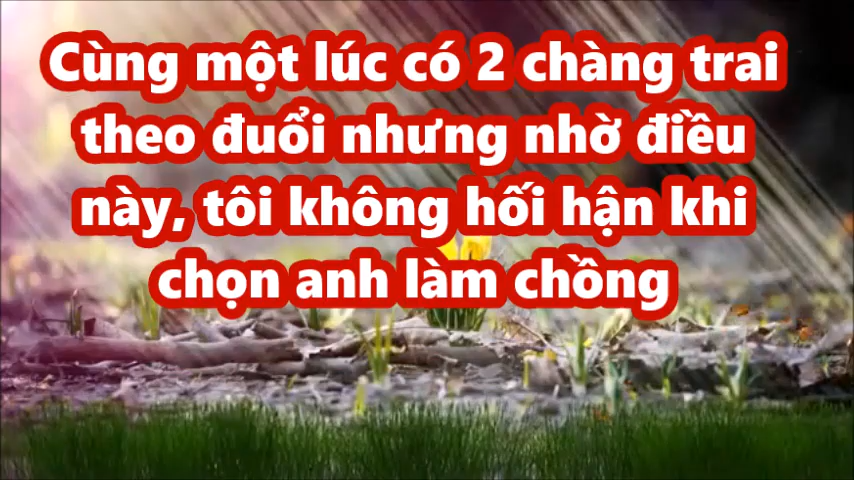 Cùng một lúc có 2 chàng trai
theo đuổi nhưng nhờ điều
này, tôi không hối hận khi
chọn anh làm chồng